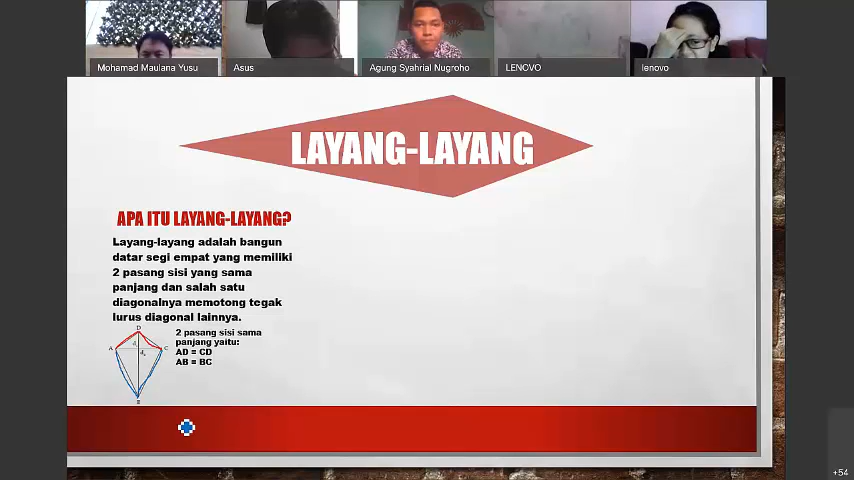 Mohamad Maulana Yusu
Asus
Agung Syahrial Nugroho
LENOVO
lenovo
LAYANG-LAYANG
APA ITU LAYANG-LAYANG?
Layang-layang adalah bangun
datar segi empat yang memiliki
2 pasang sisi yang sama
panjang dan salah satu
diagonalnya memotong tegak
lurus diagonal lainnya.
2 pasang sisi sama
panjang yaitu:
AD = CD
AB = BC
D
A
C
B
+54